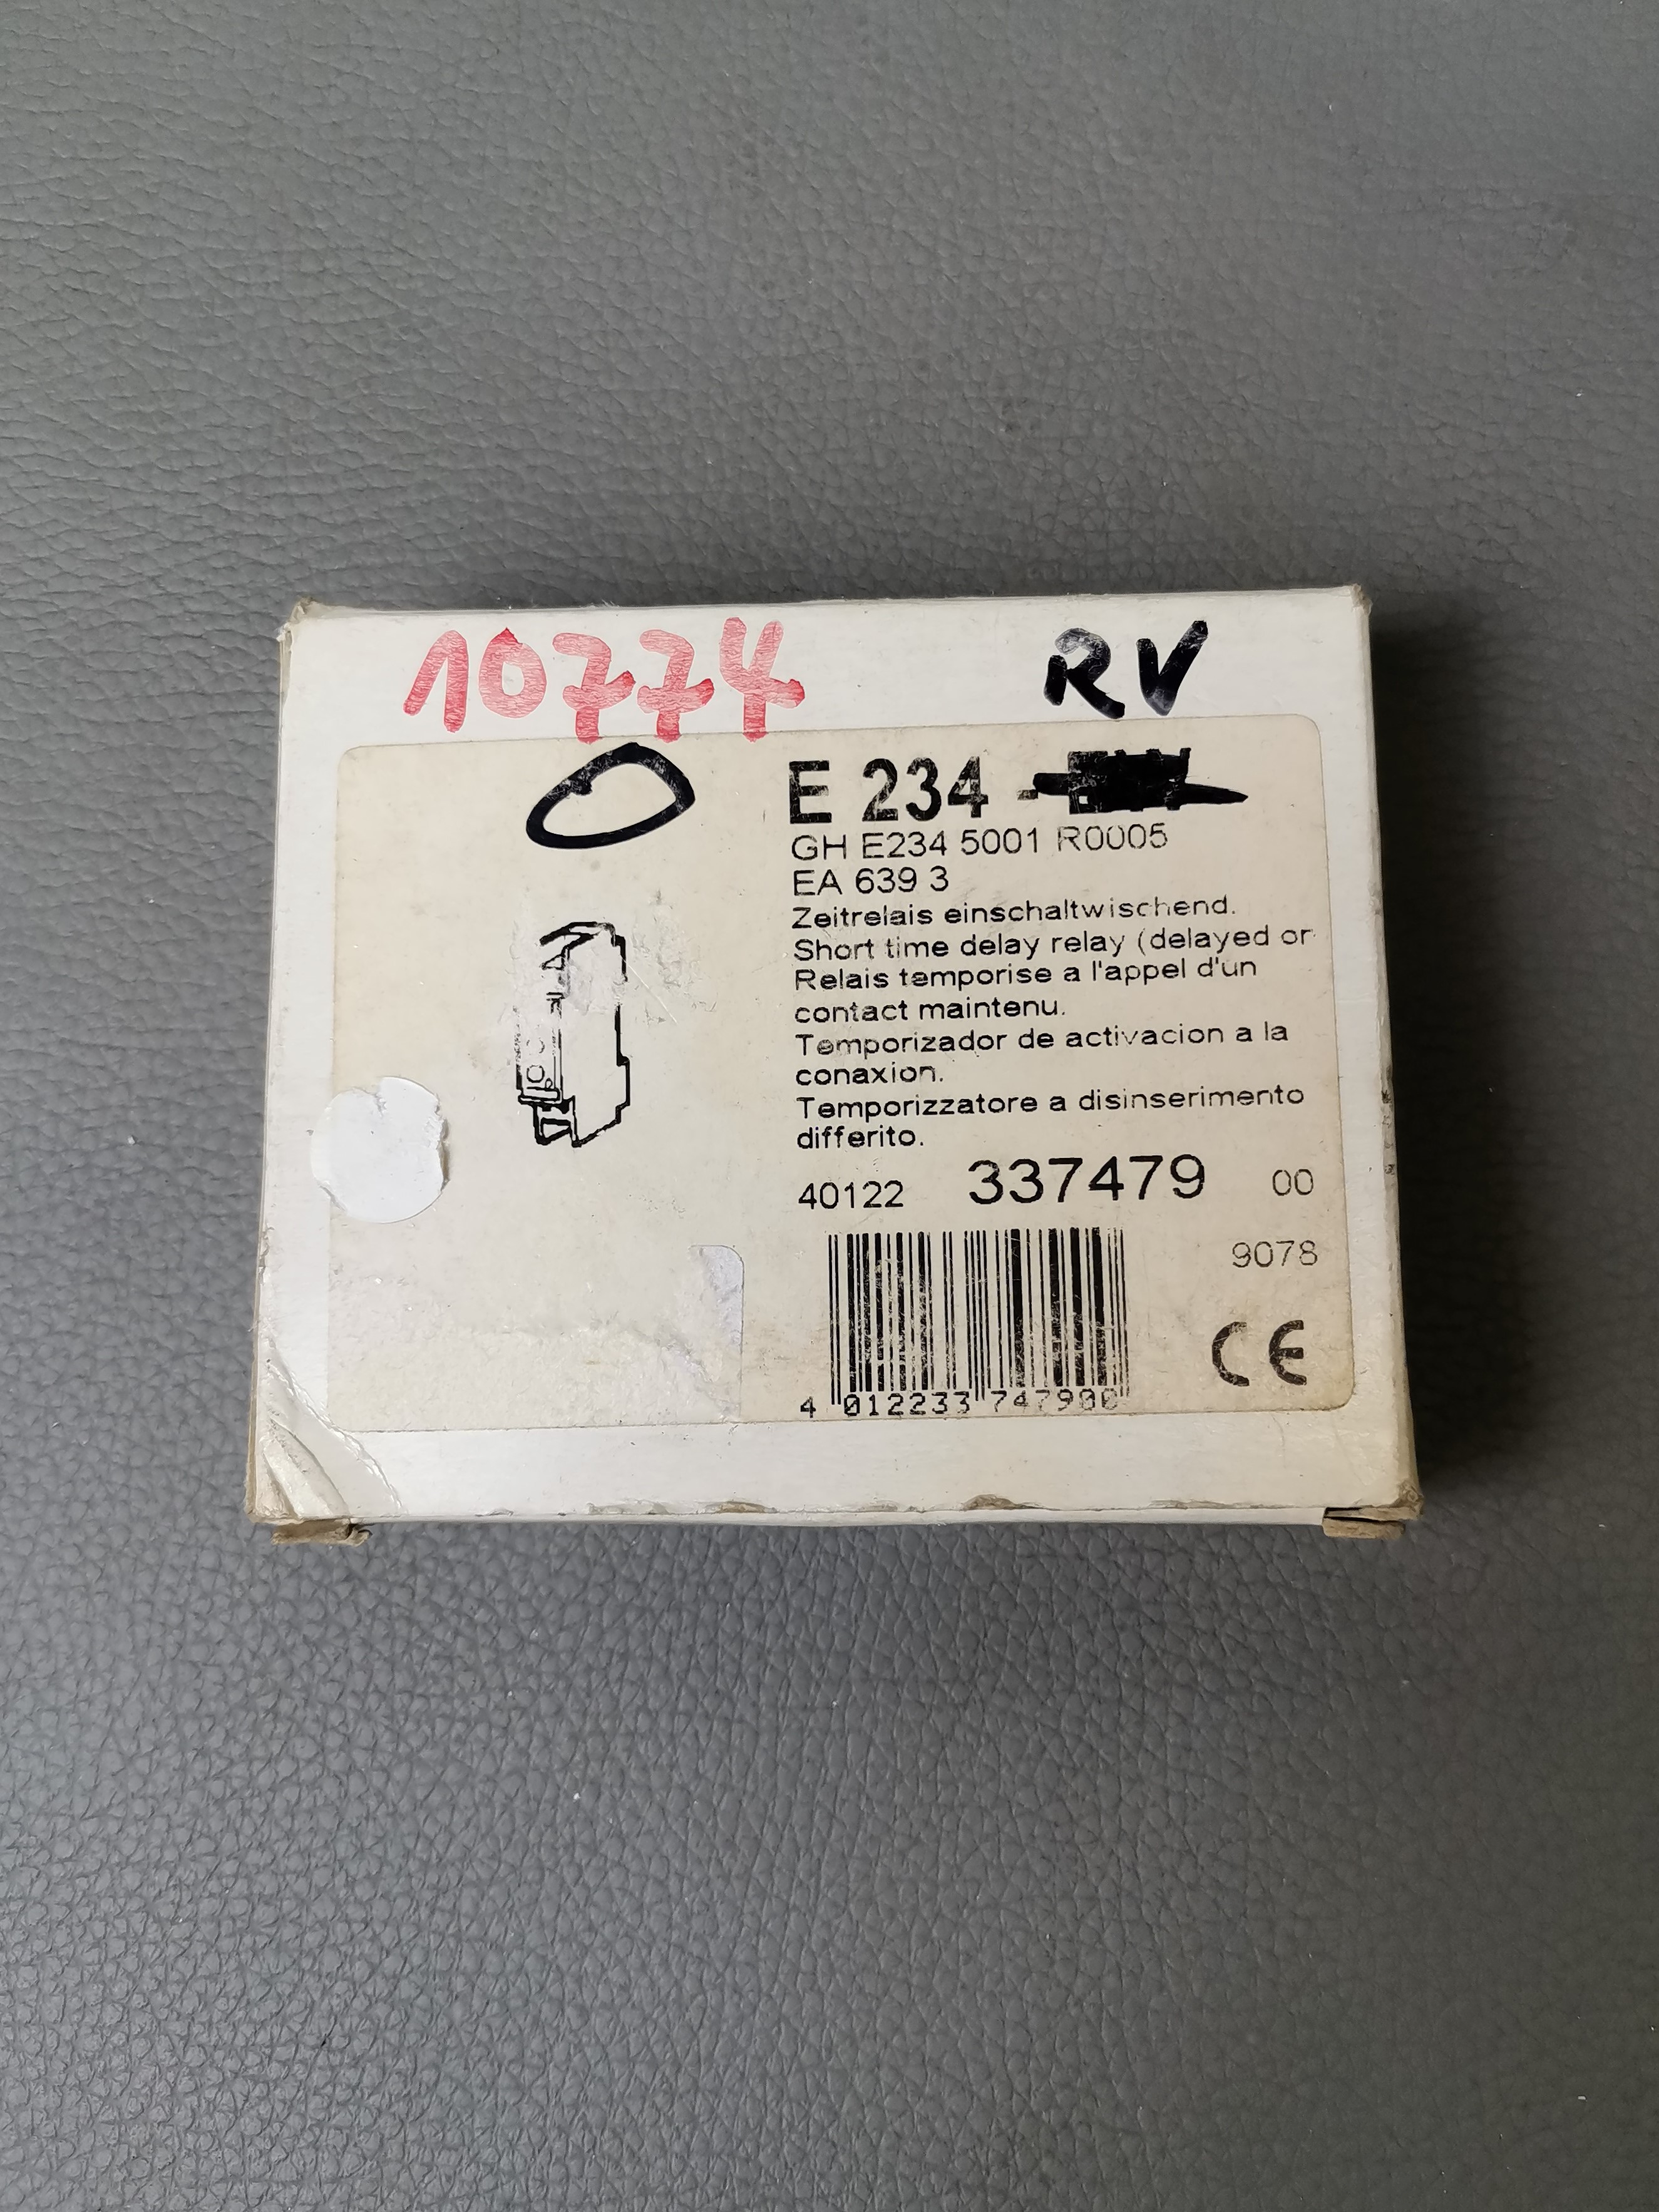 10774 RV
E 234 -
GH E234 5001 R0005
EA 639 3
Zeitrelais einschaltwischend.
Short time delay relay (delayed or
Relais temporise a l'appel d'un
contact maintenu.
Temporizador de activacion a la
conaxion.
Temporizzatore a disinserimento
differito.
40122 337479 00
9078
4 012233 747900
CE